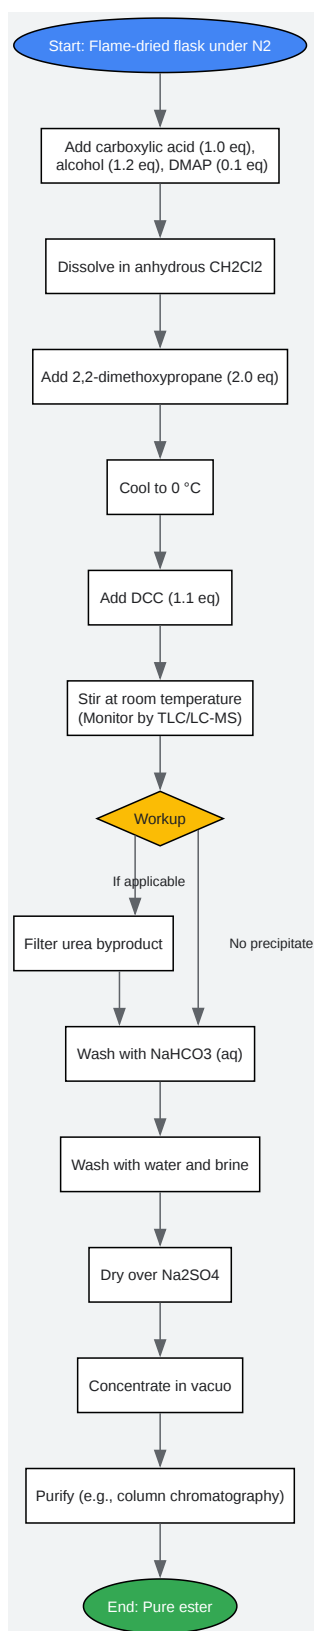 Start: Flame-dried flask under N2
Add carboxylic acid (1.0 eq),
alcohol (1.2 eq), DMAP (0.1 eq)
Dissolve in anhydrous CH2Cl2
Add 2,2-dimethoxypropane (2.0 eq)
Cool to 0 °C
Add DCC (1.1 eq)
Stir at room temperature
(Monitor by TLC/LC-MS)
Workup
If applicable
Filter urea byproduct
No precipitate
Wash with NaHCO3 (aq)
Wash with water and brine
Dry over Na2SO4
Concentrate in vacuo
Purify (e.g., column chromatography)
End: Pure ester